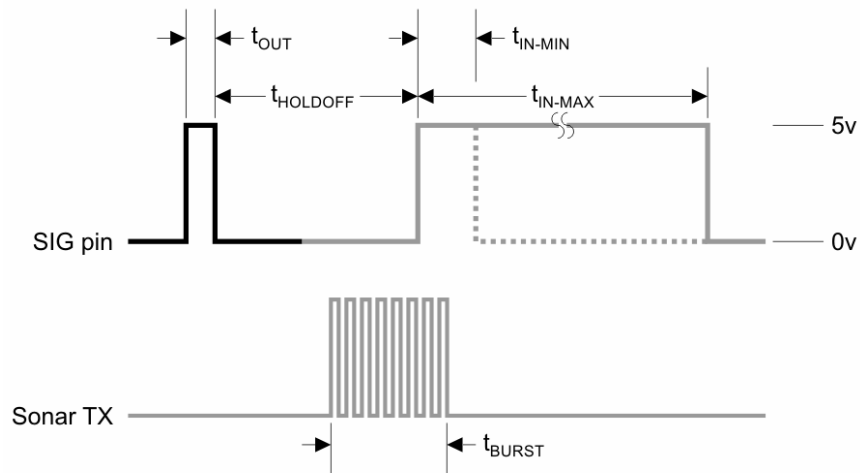 tOUT
tIN-MIN
tHOLDOFF
tIN-MAX
5v
SIG pin
0v
Sonar TX
tBURST